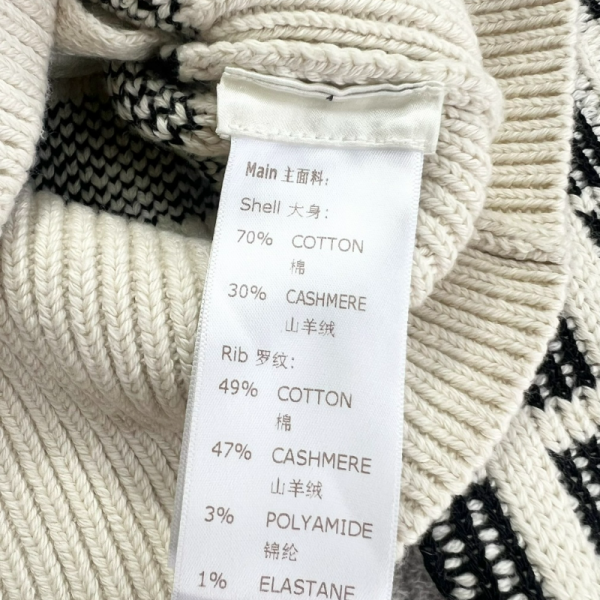 Main 主面料:
Shell 大身:
70% COTTON
棉
30% CASHMERE
山羊绒
Rib 罗纹:
49% COTTON
棉
47% CASHMERE
山羊绒
3% POLYAMIDE
锦纶
1% ELASTANE